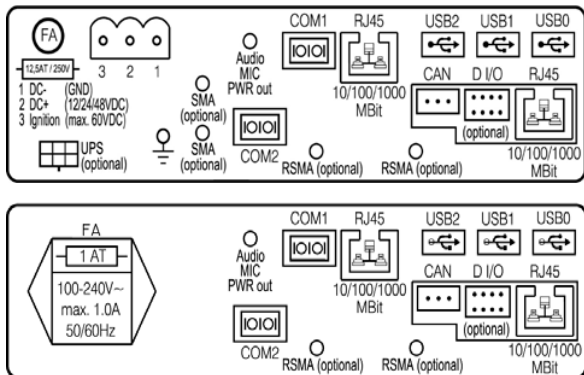 FA
12,5AT / 250V
3 2 1
1 DC- (GND)
2 DC+ (12/24/48VDC)
3 Ignition (max. 60VDC)
UPS
(optional)
SMA
(optional)
SMA
(optional)
Audio
MIC
PWR out
COM1
IOIOI
RJ45
10/100/1000
MBit
IOIOI
COM2
RSMA (optional)
RSMA (optional)
USB2 USB1 USB0
CAN
D I/O
(optional)
RJ45
10/100/1000
MBit
FA
1 AT
100-240V~
max. 1.0A
50/60Hz
Audio
MIC
PWR out
COM1
IOIOI
RJ45
10/100/1000
MBit
IOIOI
COM2
RSMA (optional)
RSMA (optional)
USB2 USB1 USB0
CAN
D I/O
(optional)
RJ45
10/100/1000
MBit